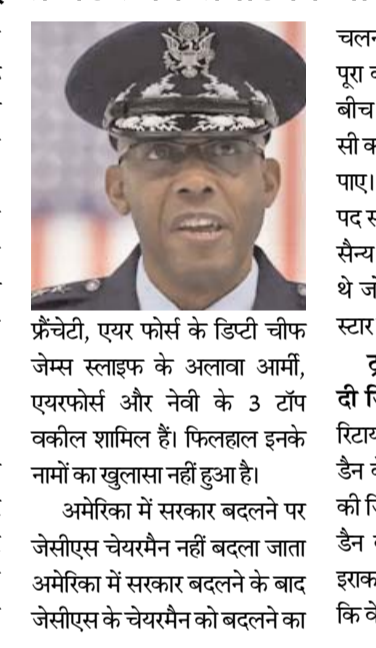 फ्रैंचेटी, एयर फोर्स के डिप्टी चीफ
जेम्स स्लाइफ के अलावा आर्मी,
एयरफोर्स और नेवी के 3 टॉप
वकील शामिल हैं। फिलहाल इनके
नामों का खुलासा नहीं हुआ है।
अमेरिका में सरकार बदलने पर
जेसीएस चेयरमैन नहीं बदला जाता
अमेरिका में सरकार बदलने के बाद
जेसीएस के चेयरमैन को बदलने का
चलन
पूरा
बीच
सी क
पाए।
पद स
सैन्य
थे जो
स्टार
दी
रिटाय
डैन
की
डैन
इराक
कि वे